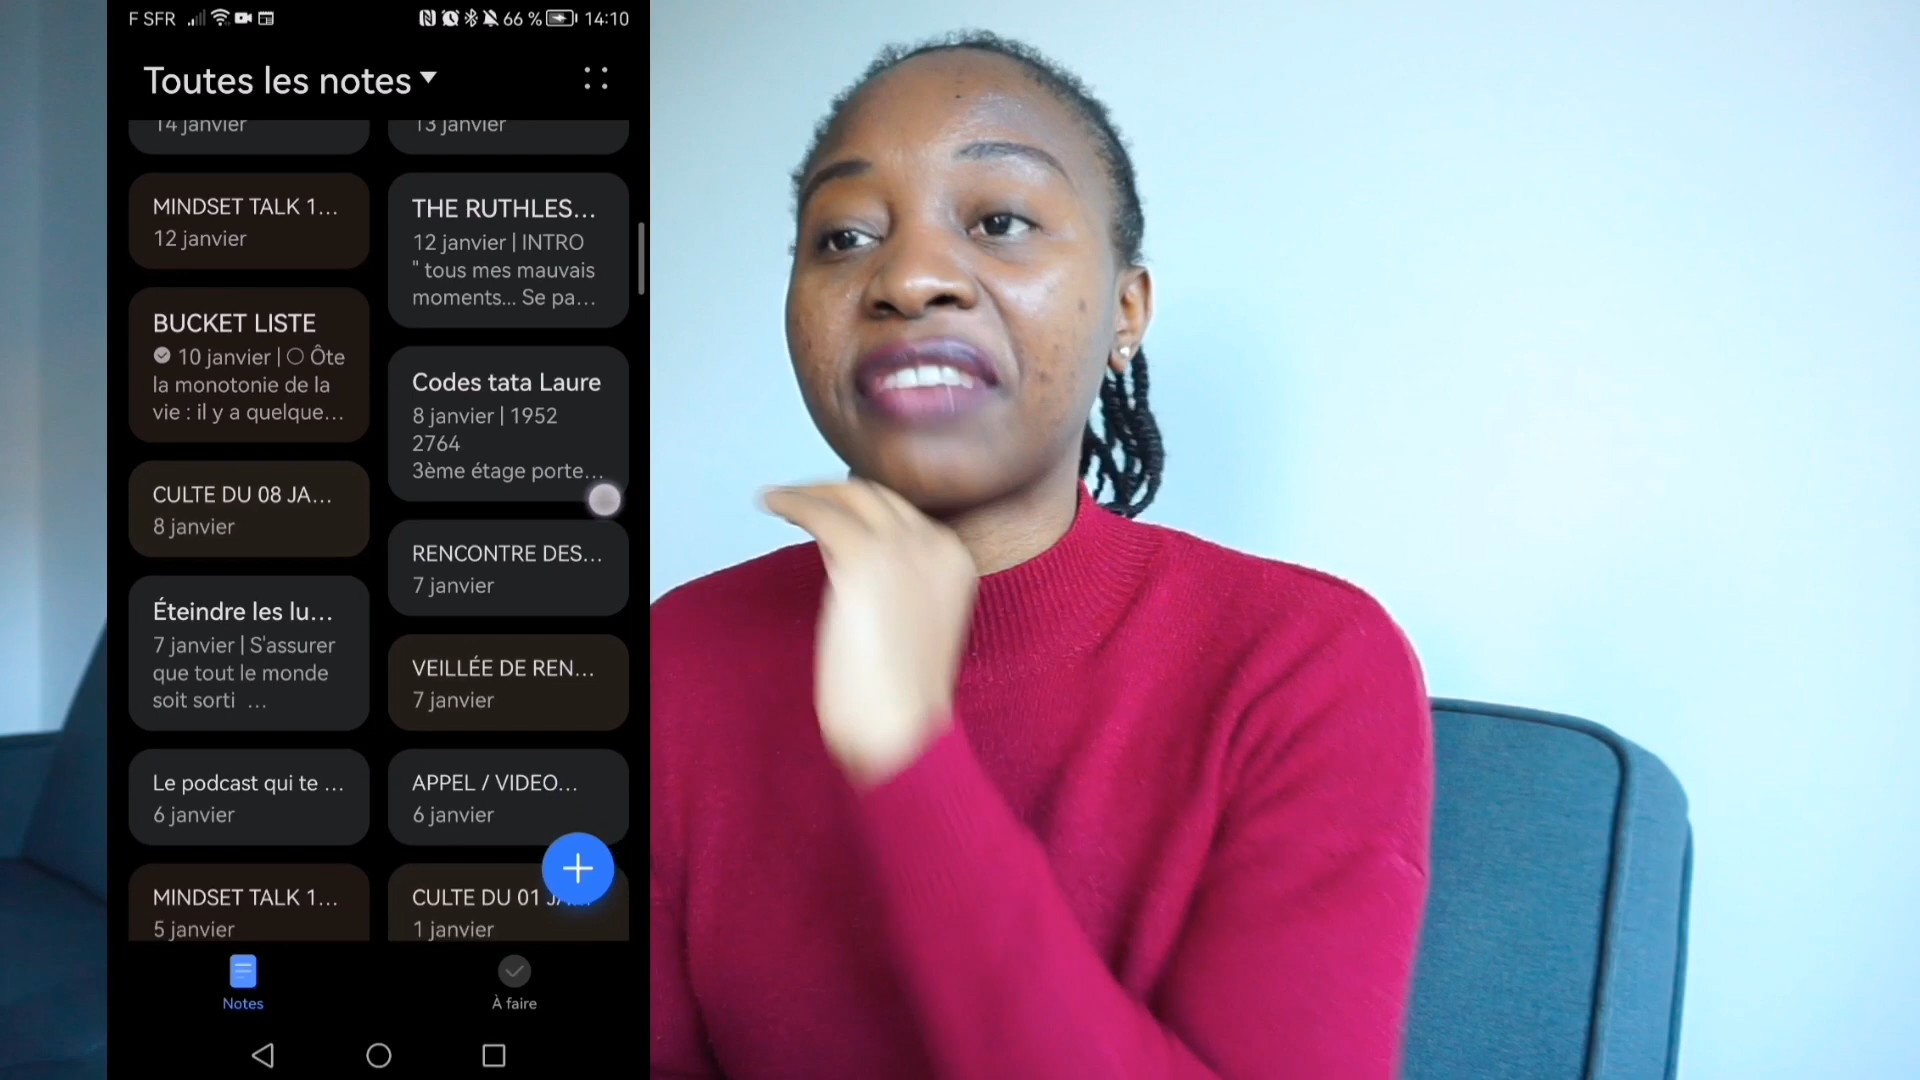 F SFR 66 % 14:10
Toutes les notes
14 janvier
13 janvier
MINDSET TALK 1...
12 janvier
THE RUTHLES...
12 janvier | INTRO
" tous mes mauvais
moments... Se pa...
BUCKET LISTE
10 janvier | Ôte
la monotonie de la
vie : il y a quelque...
Codes tata Laure
8 janvier | 1952
2764
3ème étage porte...
CULTE DU 08 JA...
8 janvier
RENCONTRE DES...
7 janvier
Éteindre les lu...
7 janvier | S'assurer
que tout le monde
soit sorti ...
VEILLÉE DE REN...
7 janvier
Le podcast qui te ...
6 janvier
APPEL / VIDEO...
6 janvier
MINDSET TALK 1...
5 janvier
CULTE DU 01
1 janvier
Notes
À faire